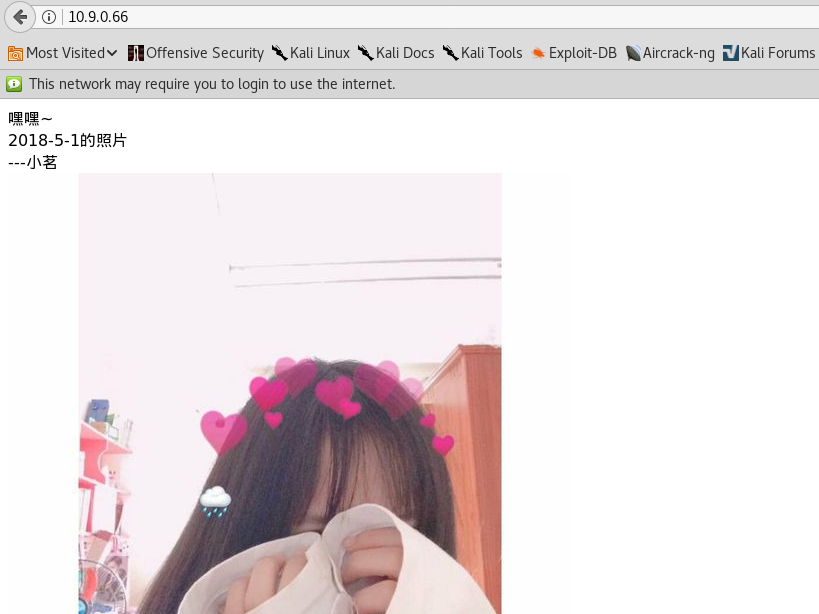 10.9.0.66
Most Visited Offensive Security Kali Linux Kali Docs Kali Tools Exploit-DB Aircrack-ng Kali Forums
This network may require you to login to use the internet.
嘿嘿~
2018-5-1的照片
---小茗